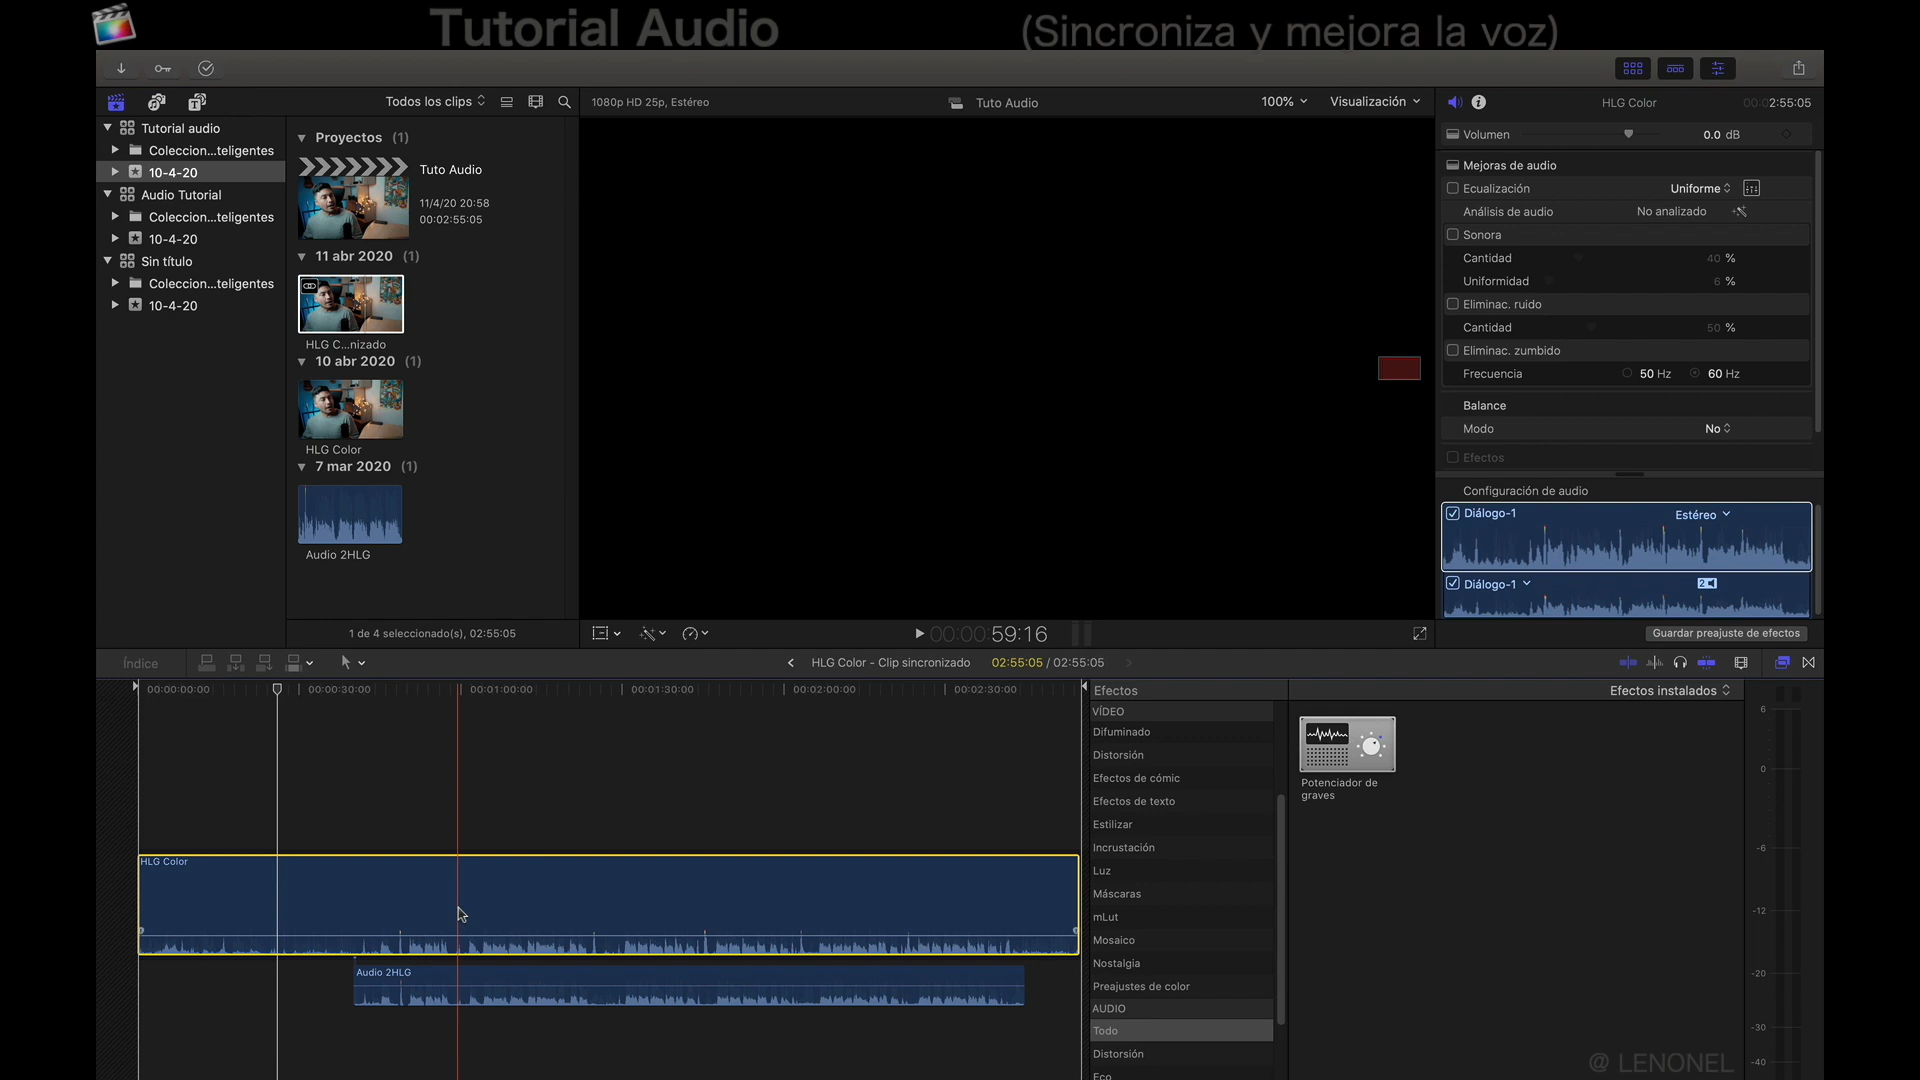 Tutorial Audio
(Sincroniza y mejora la voz)
Todos los clips
1080p HD 25p, Estéreo
Tuto Audio
100%
Visualización
HLG Color
00:02:55:05
Tutorial audio
Coleccion...teligentes
10-4-20
Audio Tutorial
Coleccion...teligentes
10-4-20
Sin título
Coleccion...teligentes
10-4-20
Proyectos (1)
Tuto Audio
11/4/20 20:58
00:02:55:05
11 abr 2020 (1)
HLG C...nizado
10 abr 2020 (1)
HLG Color
7 mar 2020 (1)
Audio 2HLG
1 de 4 seleccionado(s), 02:55:05
00:00:59:16
Volumen 0.0 dB
Mejoras de audio
Ecualización Uniforme
Análisis de audio No analizado
Sonora
Cantidad 40 %
Uniformidad 6 %
Eliminac. ruido
Cantidad 50 %
Eliminac. zumbido
Frecuencia 50 Hz 60 Hz
Balance
Modo No
Efectos
Configuración de audio
Diálogo-1 Estéreo
Diálogo-1 2
Guardar preajuste de efectos
Índice
HLG Color - Clip sincronizado
02:55:05 / 02:55:05
00:00:00:00
00:00:30:00
00:01:00:00
00:01:30:00
00:02:00:00
00:02:30:00
HLG Color
Audio 2HLG
Efectos
Efectos instalados
VÍDEO
Difuminado
Distorsión
Efectos de cómic
Efectos de texto
Estilizar
Incrustación
Luz
Máscaras
mLut
Mosaico
Nostalgia
Preajustes de color
AUDIO
Todo
Distorsión
Eco
Potenciador de
graves
6
0
-6
-12
-20
-30
-40
@ LENONEL